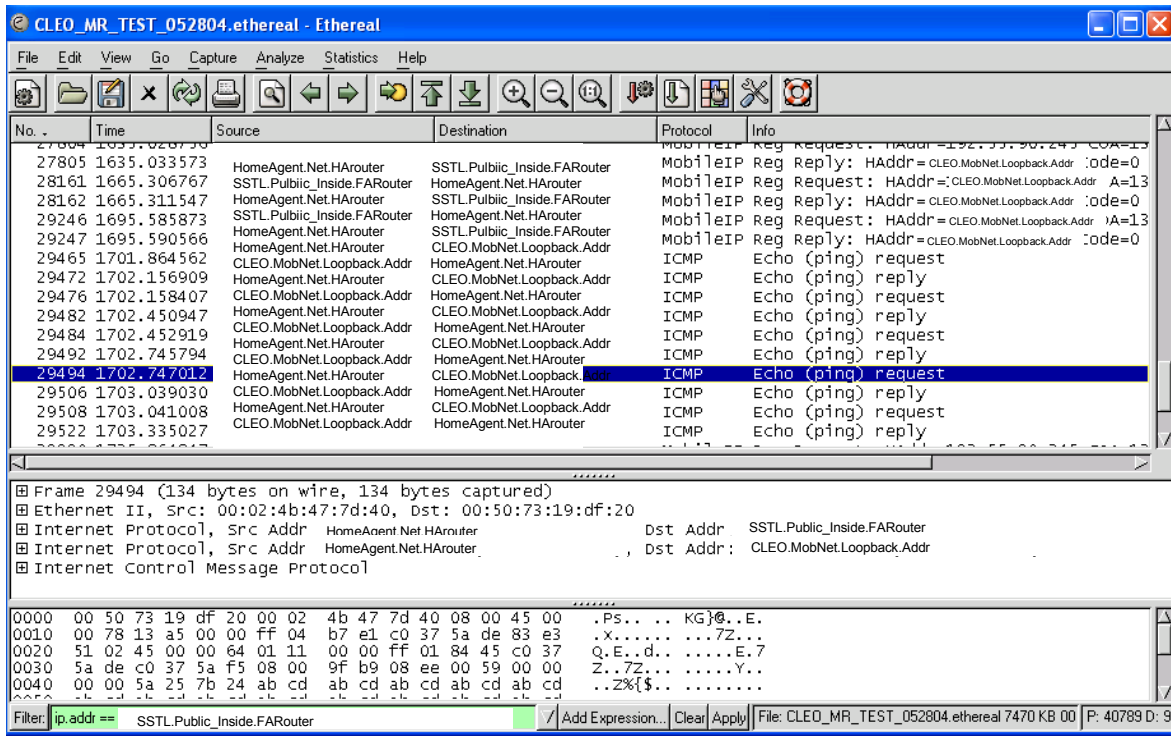 CLEO_MR_TEST_052804.ethereal - Ethereal
File Edit View Go Capture Analyze Statistics Help
No. . Time Source Destination Protocol Info
27805 1635.033573 HomeAgent.Net.HArouter SSTL.Pulbiic_Inside.FARouter MobileIP Reg Reply: HAddr= CLEO.MobNet.Loopback.Addr Code=0
28161 1665.306767 SSTL.Pulbiic_Inside.FARouter HomeAgent.Net.HArouter MobileIP Reg Request: HAddr= CLEO.MobNet.Loopback.Addr A=13
28162 1665.311547 HomeAgent.Net.HArouter SSTL.Pulbiic_Inside.FARouter MobileIP Reg Reply: HAddr= CLEO.MobNet.Loopback.Addr Code=0
29246 1695.585873 SSTL.Pulbiic_Inside.FARouter HomeAgent.Net.HArouter MobileIP Reg Request: HAddr= CLEO.MobNet.Loopback.Addr OA=13
29247 1695.590566 HomeAgent.Net.HArouter SSTL.Pulbiic_Inside.FARouter MobileIP Reg Reply: HAddr= CLEO.MobNet.Loopback.Addr Code=0
29465 1701.864562 HomeAgent.Net.HArouter CLEO.MobNet.Loopback.Addr ICMP Echo (ping) request
29472 1702.156909 CLEO.MobNet.Loopback.Addr HomeAgent.Net.HArouter ICMP Echo (ping) reply
29476 1702.158407 HomeAgent.Net.HArouter CLEO.MobNet.Loopback.Addr ICMP Echo (ping) request
29482 1702.450947 CLEO.MobNet.Loopback.Addr HomeAgent.Net.HArouter ICMP Echo (ping) reply
29484 1702.452919 HomeAgent.Net.HArouter CLEO.MobNet.Loopback.Addr ICMP Echo (ping) request
29492 1702.745794 CLEO.MobNet.Loopback.Addr HomeAgent.Net.HArouter ICMP Echo (ping) reply
29494 1702.747012 HomeAgent.Net.HArouter CLEO.MobNet.Loopback.Addr ICMP Echo (ping) request
29506 1703.039030 CLEO.MobNet.Loopback.Addr HomeAgent.Net.HArouter ICMP Echo (ping) reply
29508 1703.041008 HomeAgent.Net.HArouter CLEO.MobNet.Loopback.Addr ICMP Echo (ping) request
29522 1703.335027 CLEO.MobNet.Loopback.Addr HomeAgent.Net.HArouter ICMP Echo (ping) reply
Frame 29494 (134 bytes on wire, 134 bytes captured)
Ethernet II, Src: 00:02:4b:47:7d:40, Dst: 00:50:73:19:df:20
Internet Protocol, Src Addr HomeAgent.Net.HArouter Dst Addr SSTL.Public_Inside.FARouter
Internet Protocol, Src Addr HomeAgent.Net.HArouter , Dst Addr: CLEO.MobNet.Loopback.Addr
Internet Control Message Protocol
0000 00 50 73 19 df 20 00 02 4b 47 7d 40 08 00 45 00 .Ps.. .. KG}@..E.
0010 00 78 13 a5 00 00 ff 04 b7 e1 c0 37 5a de 83 e3 .x...... ...7Z...
0020 51 02 45 00 00 64 01 11 00 00 ff 01 84 45 c0 37 Q.E..d.. .....E.7
0030 5a de c0 37 5a f5 08 00 9f b9 08 ee 00 59 00 00 Z..7Z... .....Y..
0040 00 00 5a 25 7b 24 ab cd ab cd ab cd ab cd ab cd ..Z%{$.. ........
Filter: ip.addr == SSTL.Public_Inside.FARouter Add Expression... Clear Apply File: CLEO_MR_TEST_052804.ethereal 7470 KB 00 P: 40789 D: 9